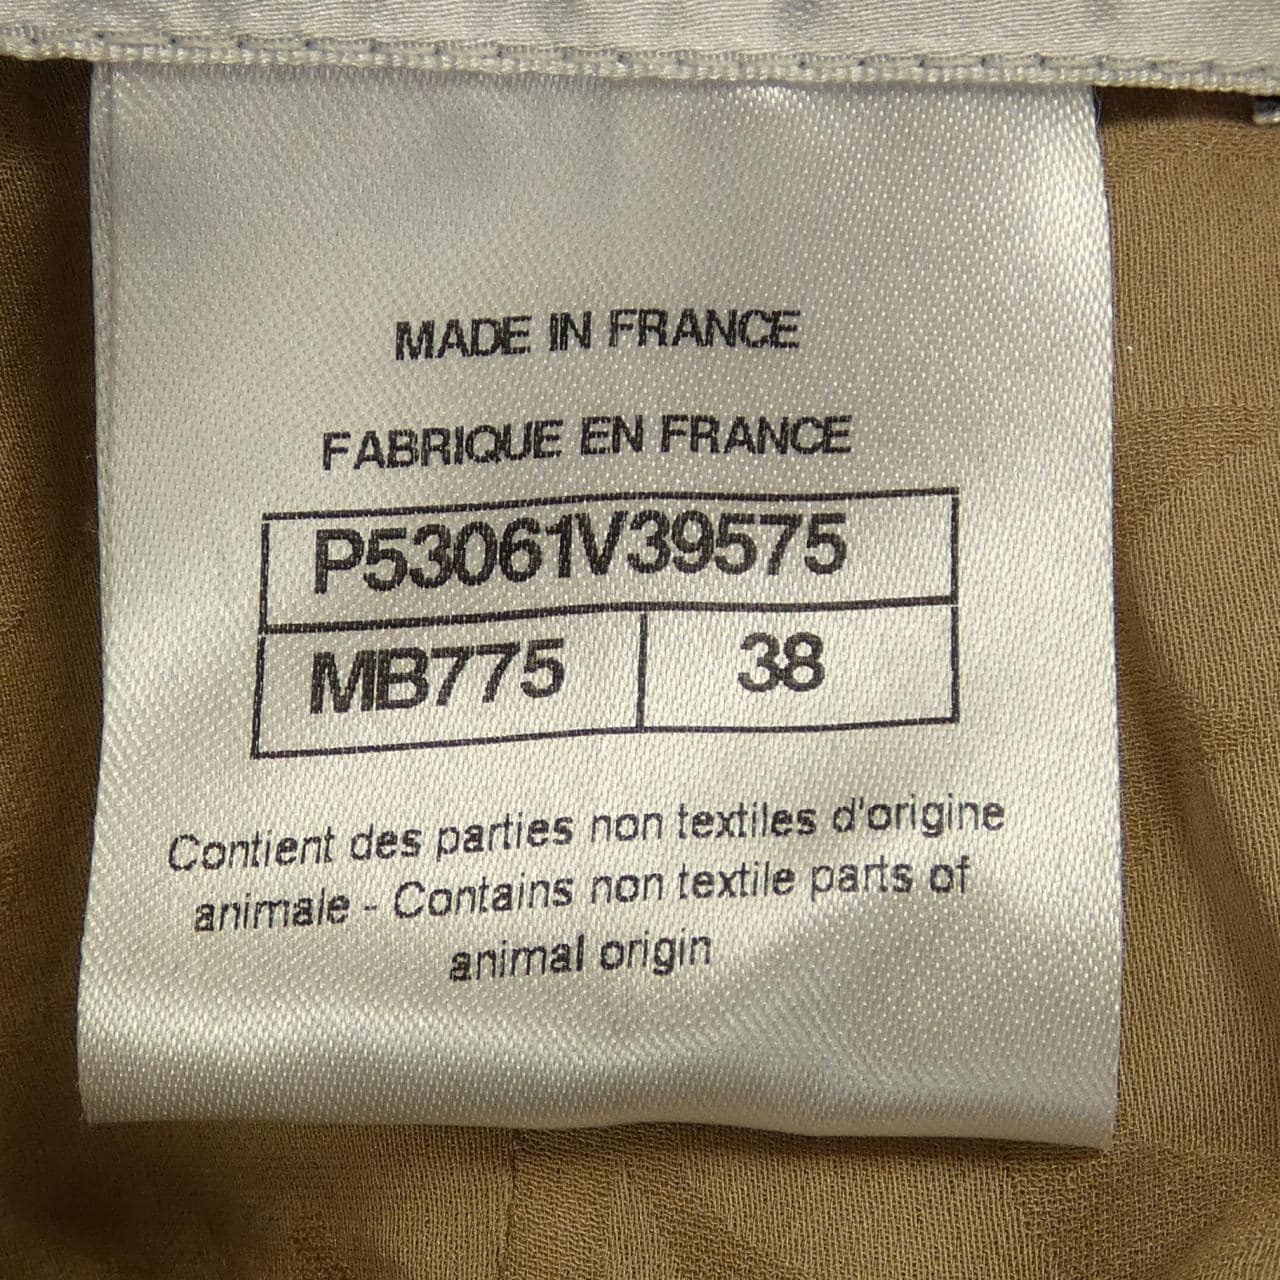 MADE IN FRANCE
FABRIQUE EN FRANCE
P53061V39575
MB775 38
Contient des parties non textiles d'origine
animale - Contains non textile parts of
animal origin